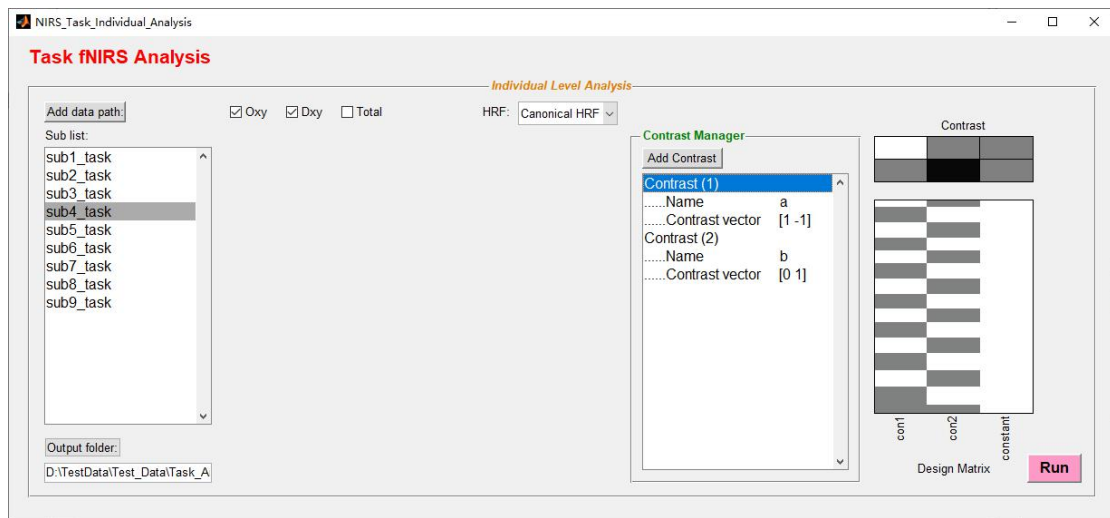 NIRS_Task_Individual_Analysis
Task fNIRS Analysis
Individual Level Analysis
Add data path:
Oxy
Dxy
Total
HRF:
Canonical HRF
Sub list:
sub1_task
sub2_task
sub3_task
sub4_task
sub5_task
sub6_task
sub7_task
sub8_task
sub9_task
Output folder:
D:\TestData\Test_Data\Task_A
Contrast Manager
Add Contrast
Contrast (1)
......Name a
......Contrast vector [1 -1]
Contrast (2)
......Name b
......Contrast vector [0 1]
Contrast
con1
con2
constant
Design Matrix
Run